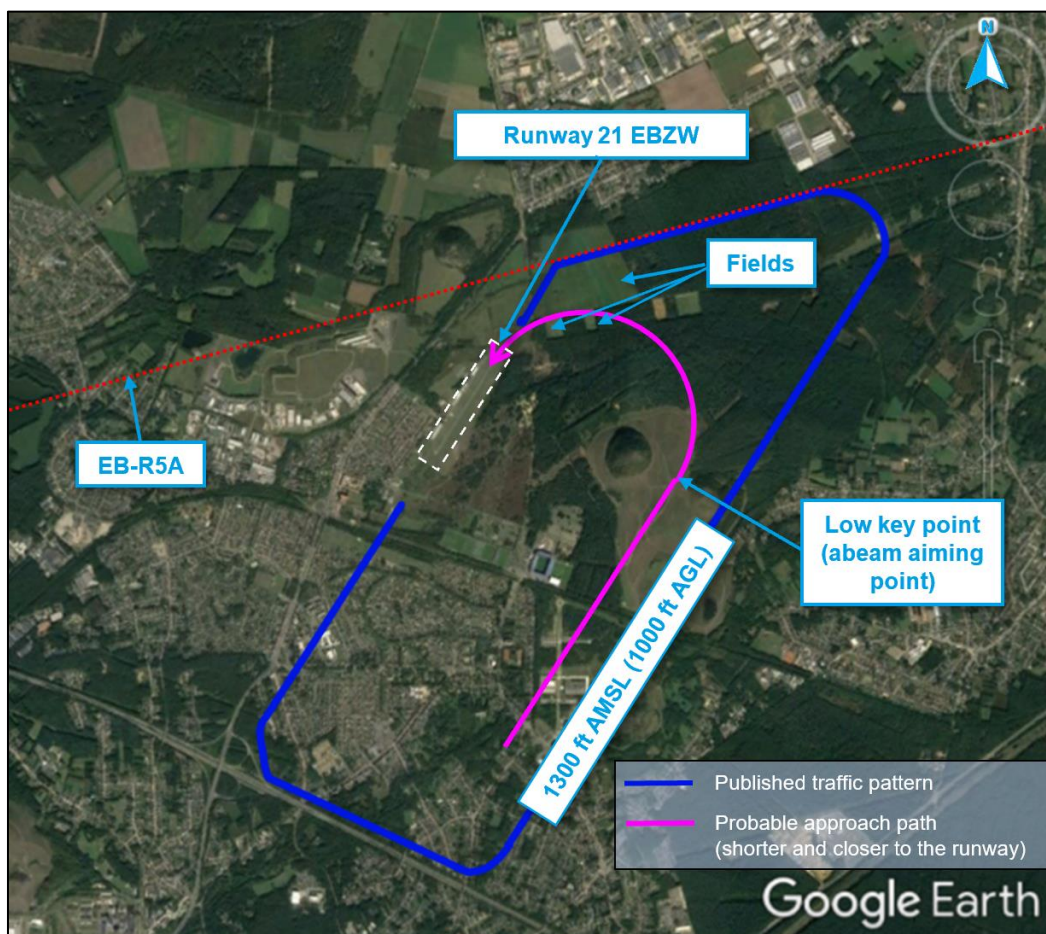 N
Runway 21 EBZW
Fields
EB-R5A
Low key point
(abeam aiming
point)
1300 ft AMSL (1000 ft AGL)
Published traffic pattern
Probable approach path
(shorter and closer to the runway)
Google Earth